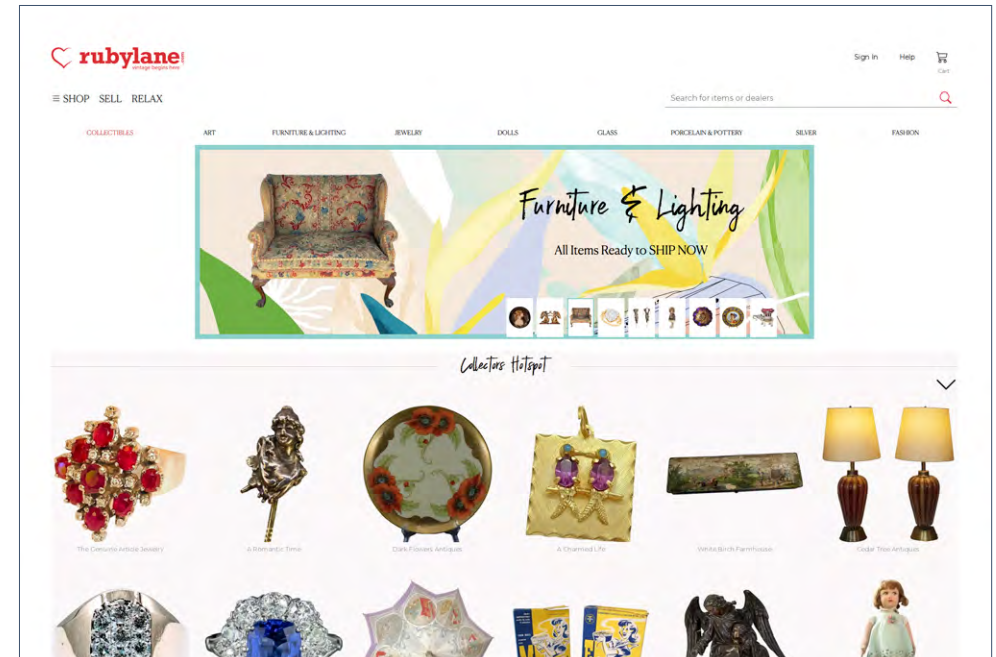 rubylane
vintage begins here
Sign In Help
Cart
SHOP SELL RELAX
Search for items or dealers
COLLECTIBLES ART FURNITURE & LIGHTING JEWELRY DOLLS GLASS PORCELAIN & POTTERY SILVER FASHION
Furniture & Lighting
All Items Ready to SHIP NOW
Collectors Hotspot
The Genuine Article Jewelry A Romantic Time Dark Flowers Antiques A Charmed Life White Birch Farmhouse Cedar Tree Antiques